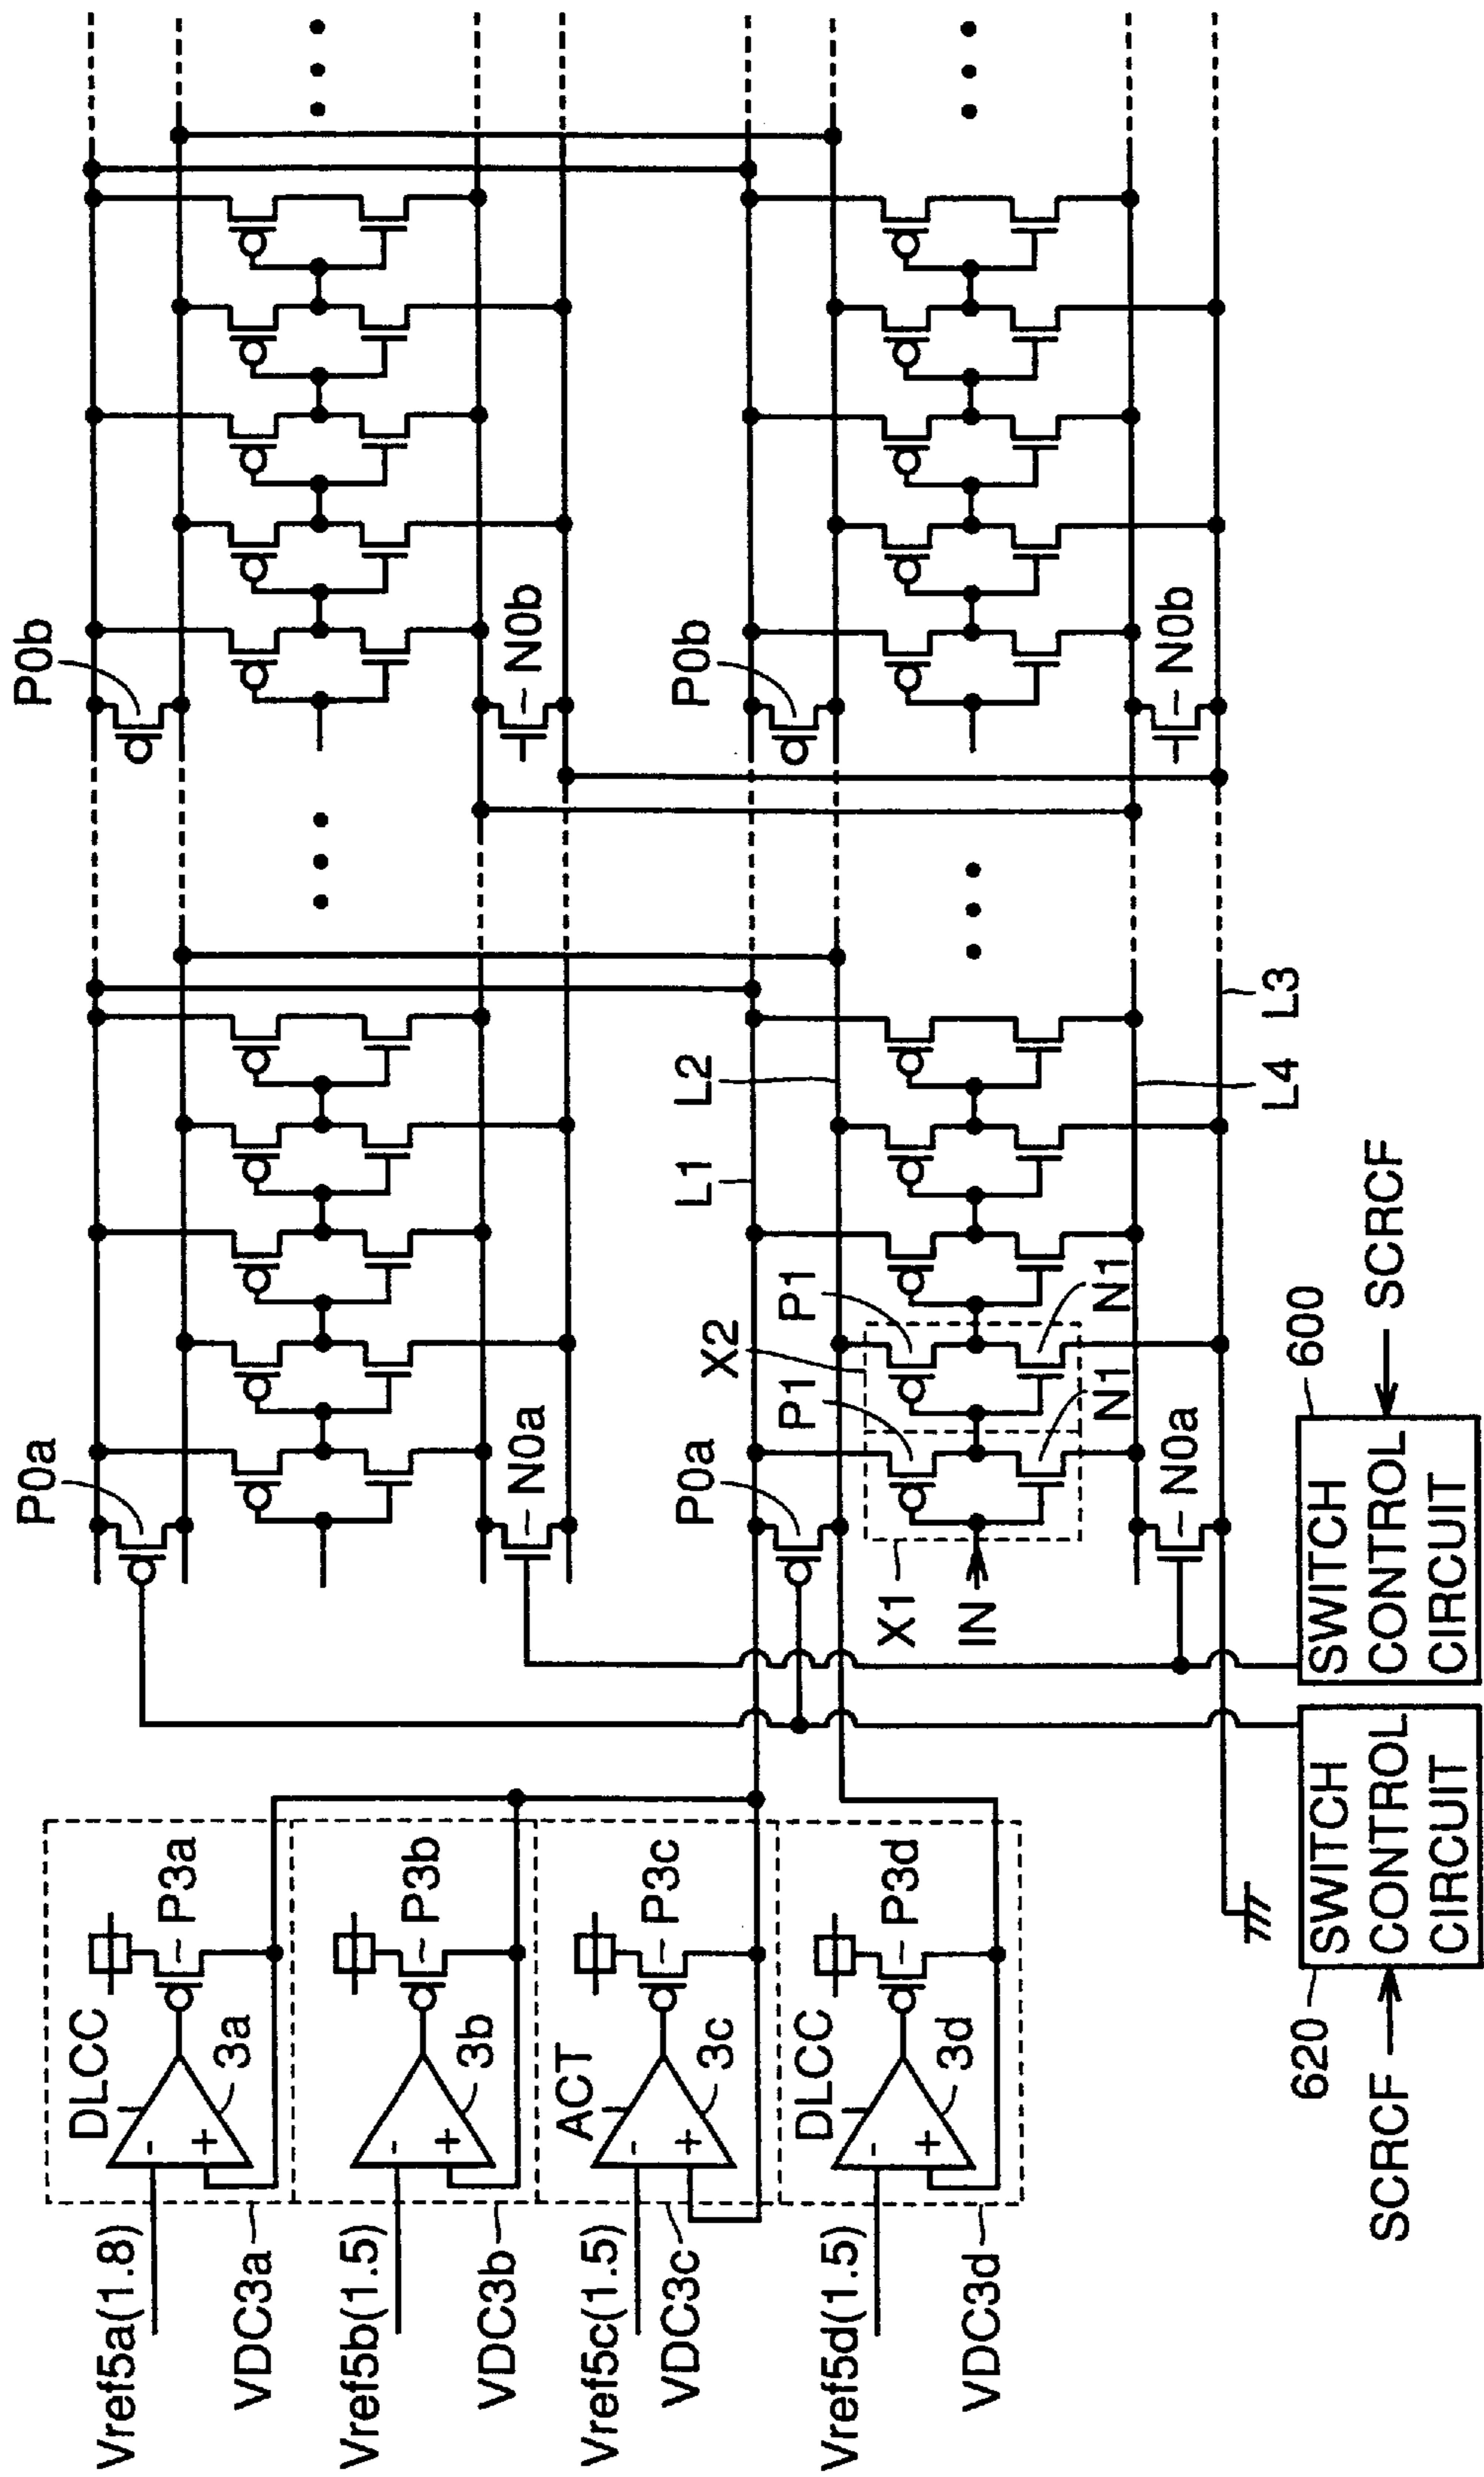 Vref5a(1.8)
VDC3a
DLCC
3a
P3a
Vref5b(1.5)
VDC3b
3b
P3b
Vref5c(1.5)
VDC3c
ACT
3c
P3c
Vref5d(1.5)
VDC3d
DLCC
3d
P3d
P0a
N0a
P0b
N0b
P0a
L1
L2
P0b
X1
X2
P1
P1
IN
N1
N1
N0a
L4
L3
N0b
620
SWITCH
CONTROL
CIRCUIT
SCRCF
600
SWITCH
CONTROL
CIRCUIT
SCRCF